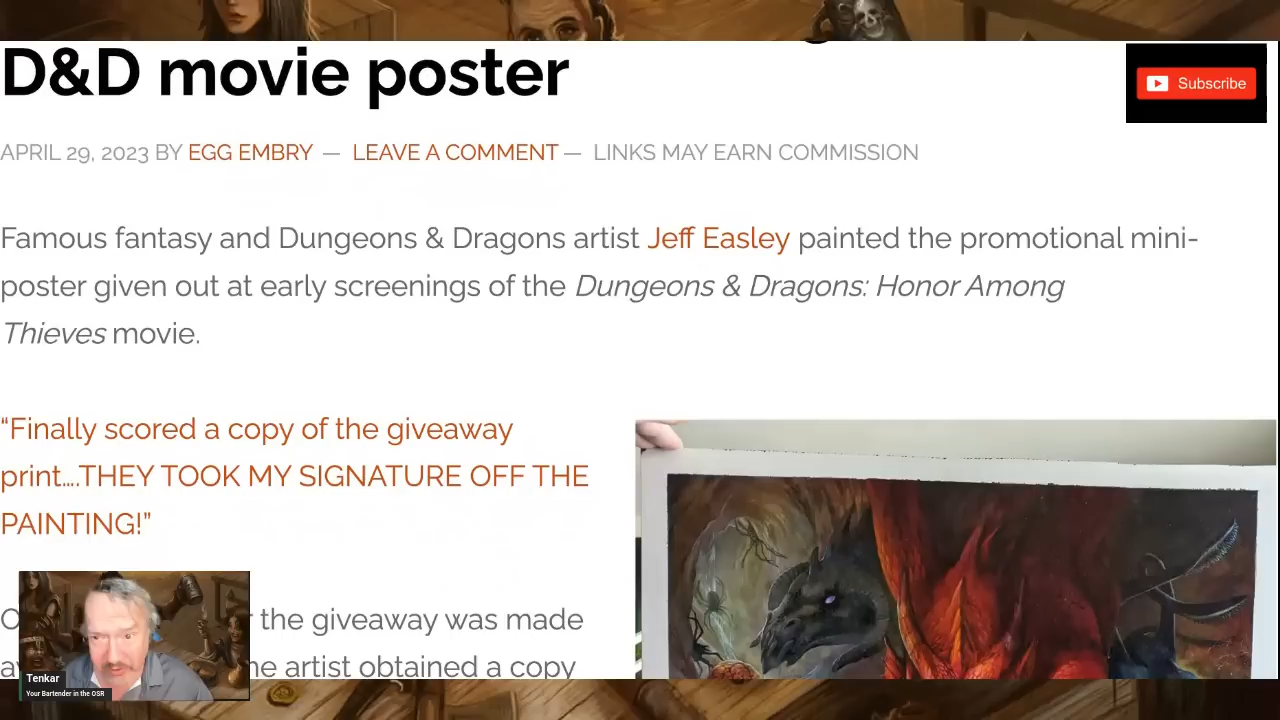 D&D movie poster
Subscribe
APRIL 29, 2023 BY EGG EMBRY — LEAVE A COMMENT — LINKS MAY EARN COMMISSION
Famous fantasy and Dungeons & Dragons artist Jeff Easley painted the promotional mini-
poster given out at early screenings of the Dungeons & Dragons: Honor Among
Thieves movie.
“Finally scored a copy of the giveaway
print….THEY TOOK MY SIGNATURE OFF THE
PAINTING!”
the giveaway was made
artist obtained a copy
Tenkar
Your Bartender in the OSR